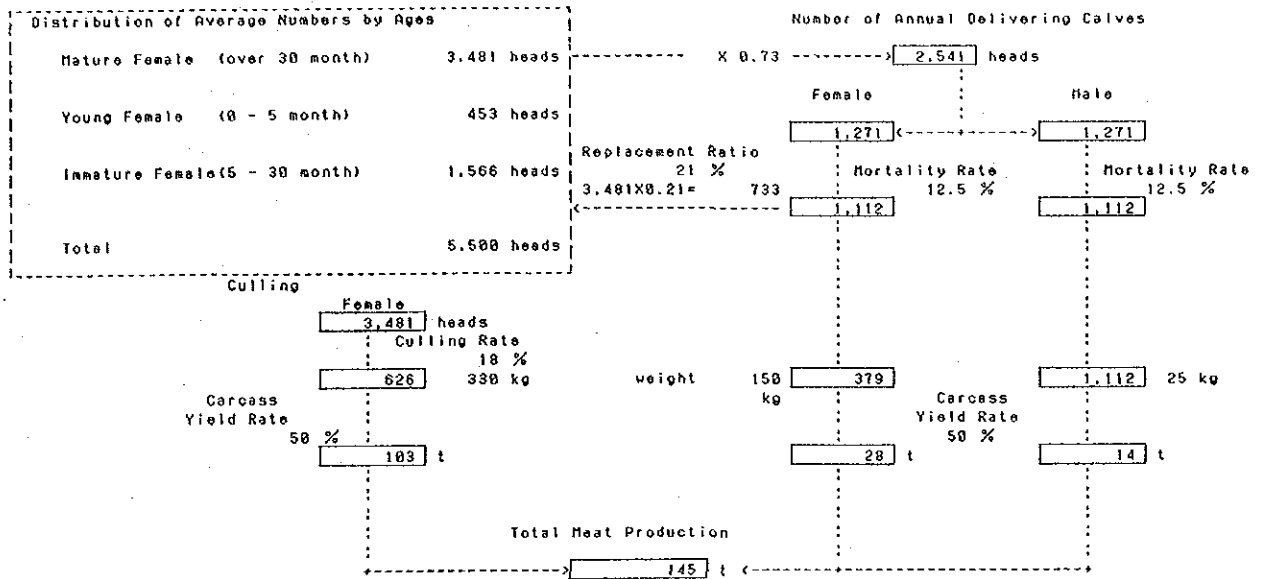 Distribution of Average Numbers by Ages
Number of Annual Delivering Calves
Mature Female (over 30 month) 3.481 heads X 0.73 2.541 heads
Female Male
Young Female (0 - 5 month) 453 heads
1,271 1,271
Replacement Ratio
Immature Female(5 - 30 month) 1.566 heads 21 % Mortality Rate Mortality Rate
3.481X0.21= 733 12.5 % 12.5 %
1,112 1,112
Total 5.500 heads
Culling
Female
3,481 heads
Culling Rate
18 %
626 330 kg weight 150 kg 379 1,112 25 kg
Carcass Yield Rate 50 % Carcass Yield Rate 50 %
103 t 28 t 14 t
Total Meat Production
145 t